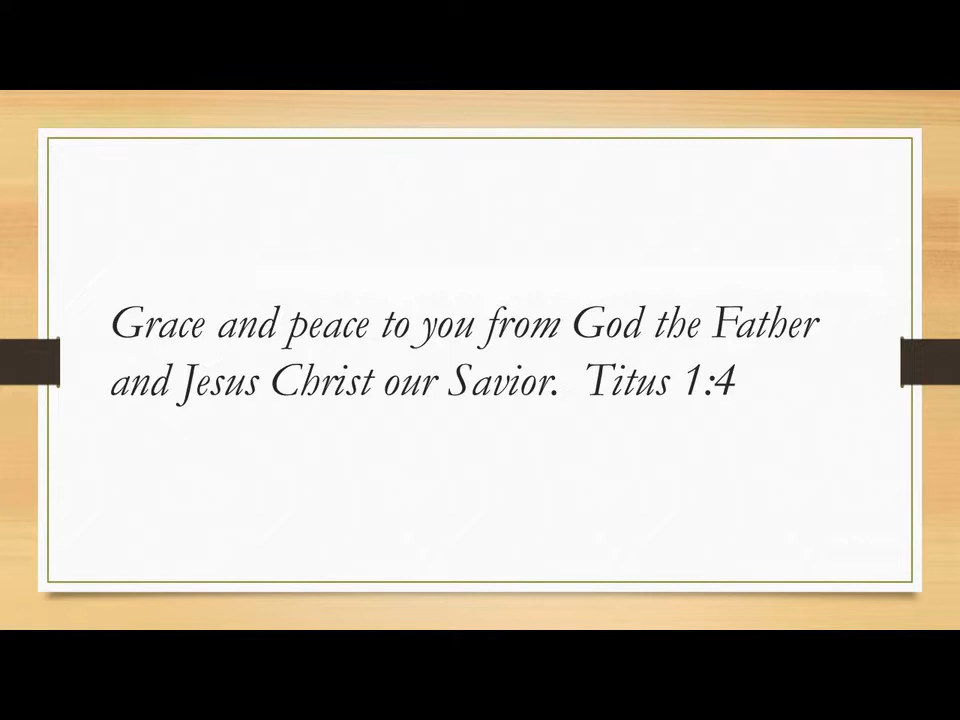 Grace and peace to you from God the Father
and Jesus Christ our Savior.  Titus 1:4